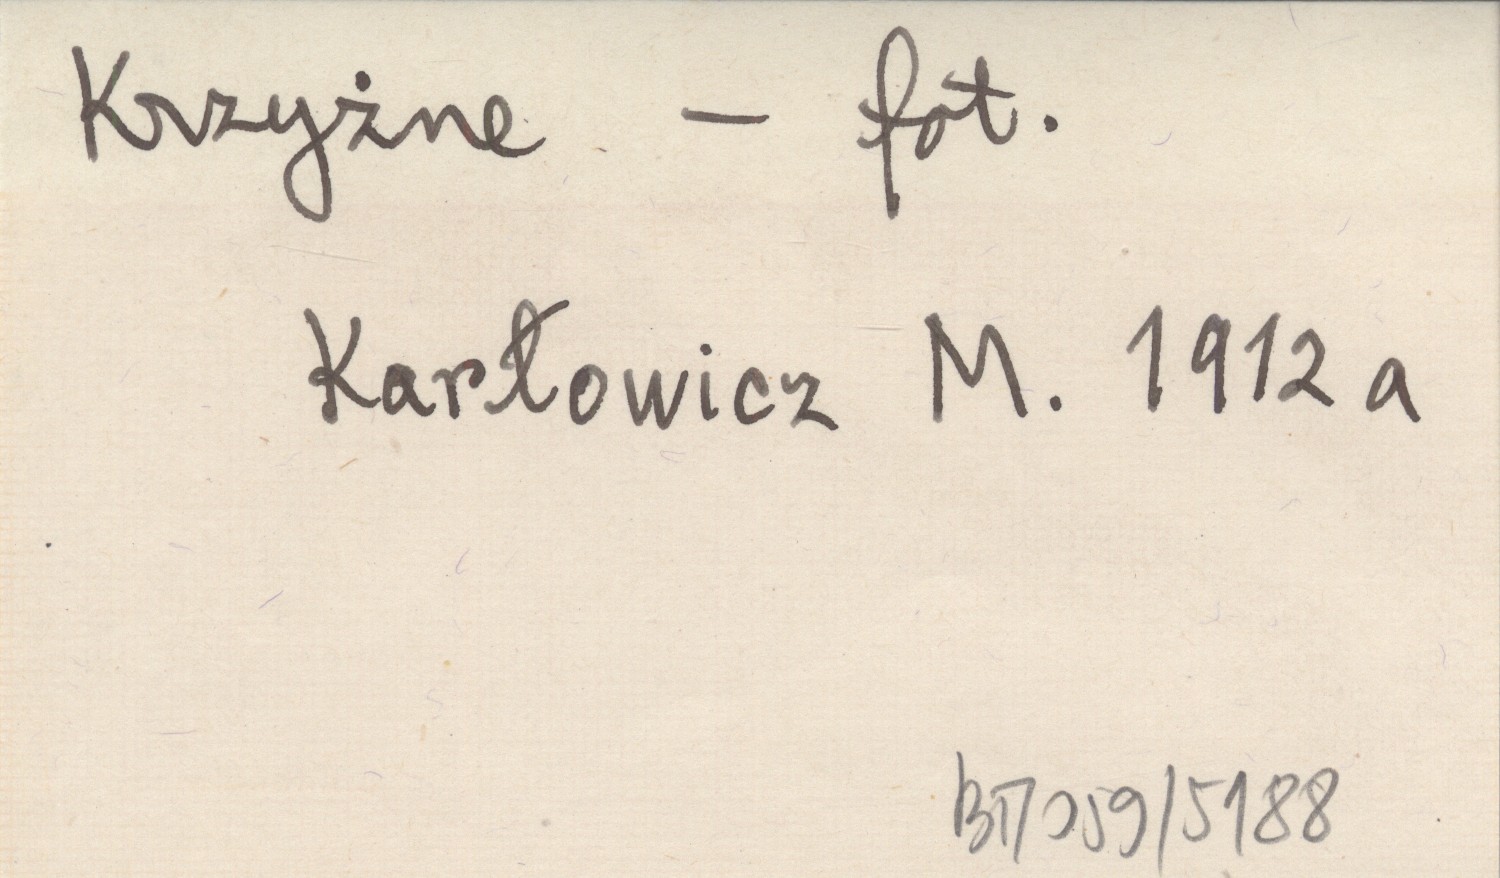 Krzyżne – fot.
Karłowicz M. 1912 a
BT/059/5188